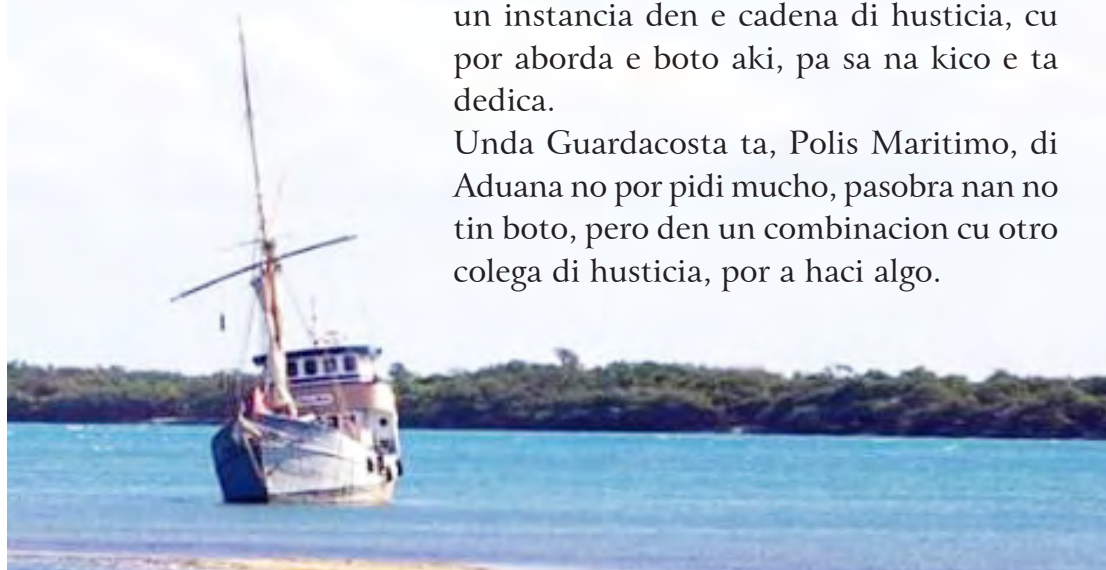 un instancia den e cadena di husticia, cu
por aborda e boto aki, pa sa na kico e ta
dedica.
Unda Guardacosta ta, Polis Maritimo, di
Aduana no por pidi mucho, pasobra nan no
tin boto, pero den un combinacion cu otro
colega di husticia, por a haci algo.